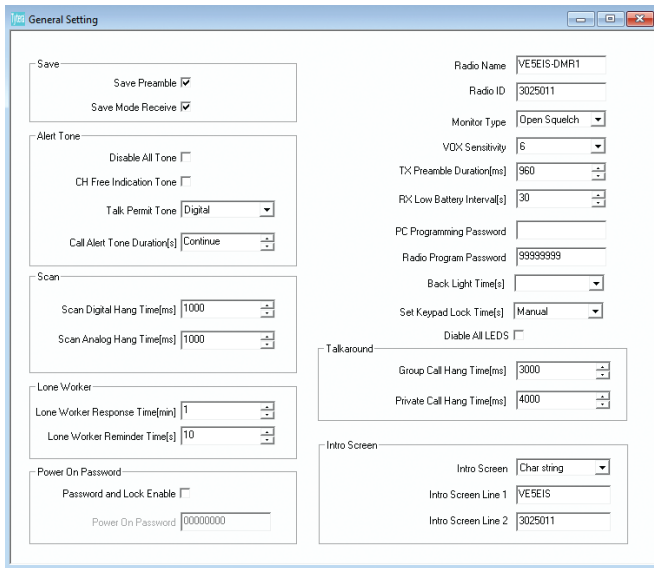 General Setting
Save
Save Preamble
Save Mode Receive
Alert Tone
Disable All Tone
CH Free Indication Tone
Talk Permit Tone Digital
Call Alert Tone Duration[s] Continue
Scan
Scan Digital Hang Time[ms] 1000
Scan Analog Hang Time[ms] 1000
Lone Worker
Lone Worker Response Time[min] 1
Lone Worker Reminder Time[s] 10
Power On Password
Password and Lock Enable
Power On Password 00000000
Radio Name VE5EIS-DMR1
Radio ID 3025011
Monitor Type Open Squelch
VOX Sensitivity 6
TX Preamble Duration[ms] 960
RX Low Battery Interval[s] 30
PC Programming Password
Radio Program Password 99999999
Back Light Time[s]
Set Keypad Lock Time[s] Manual
Diable All LEDS
Talkaround
Group Call Hang Time[ms] 3000
Private Call Hang Time[ms] 4000
Intro Screen
Intro Screen Char string
Intro Screen Line 1 VE5EIS
Intro Screen Line 2 3025011